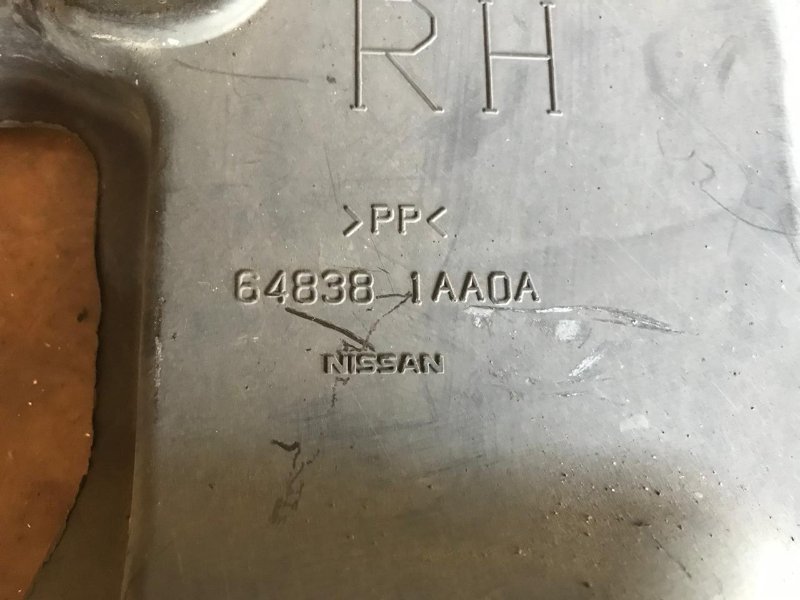 RH
>PP<
64838 1AA0A
NISSAN